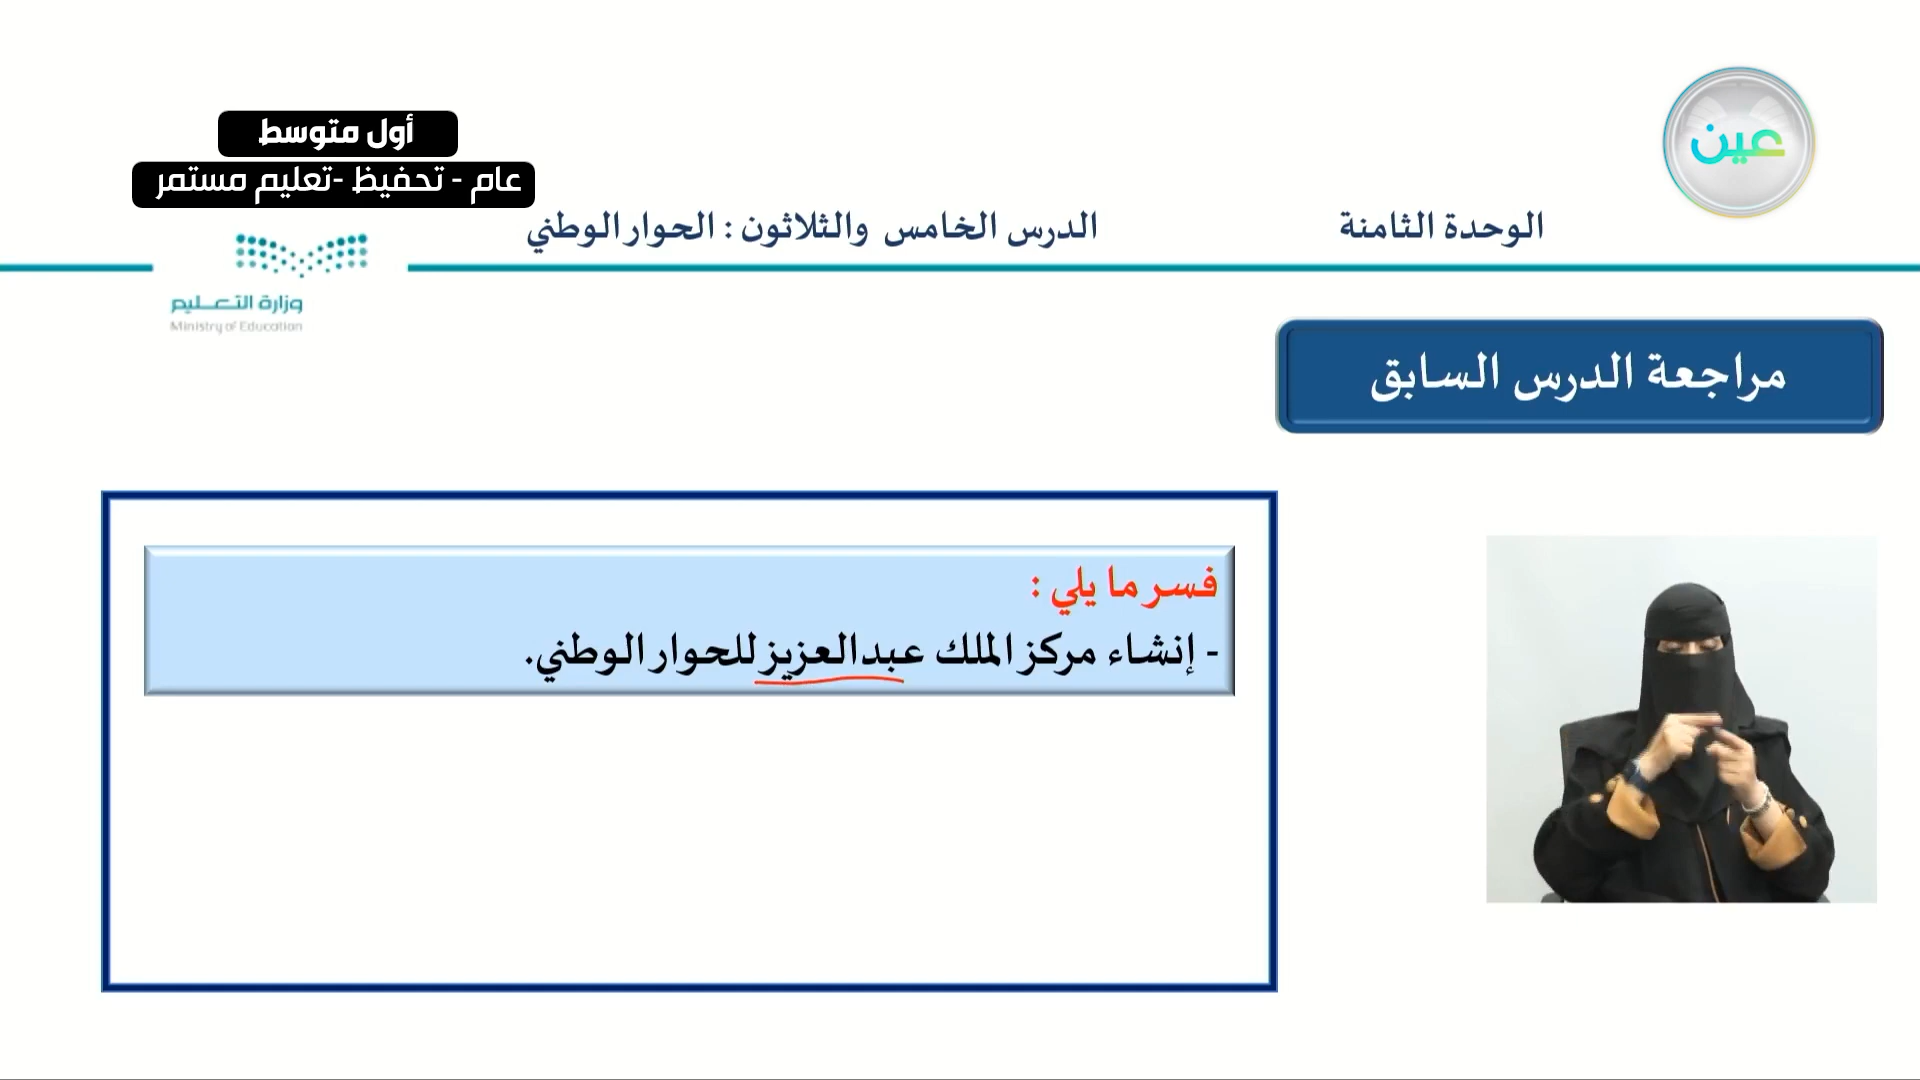 عين
أول متوسط
عام - تحفيظ -تعليم مستمر
الوحدة الثامنة
الدرس الخامس والثلاثون : الحوار الوطني
وزارة التعليم
Ministry of Education
مراجعة الدرس السابق
فسر ما يلي :
- إنشاء مركز الملك عبدالعزيز للحوار الوطني.